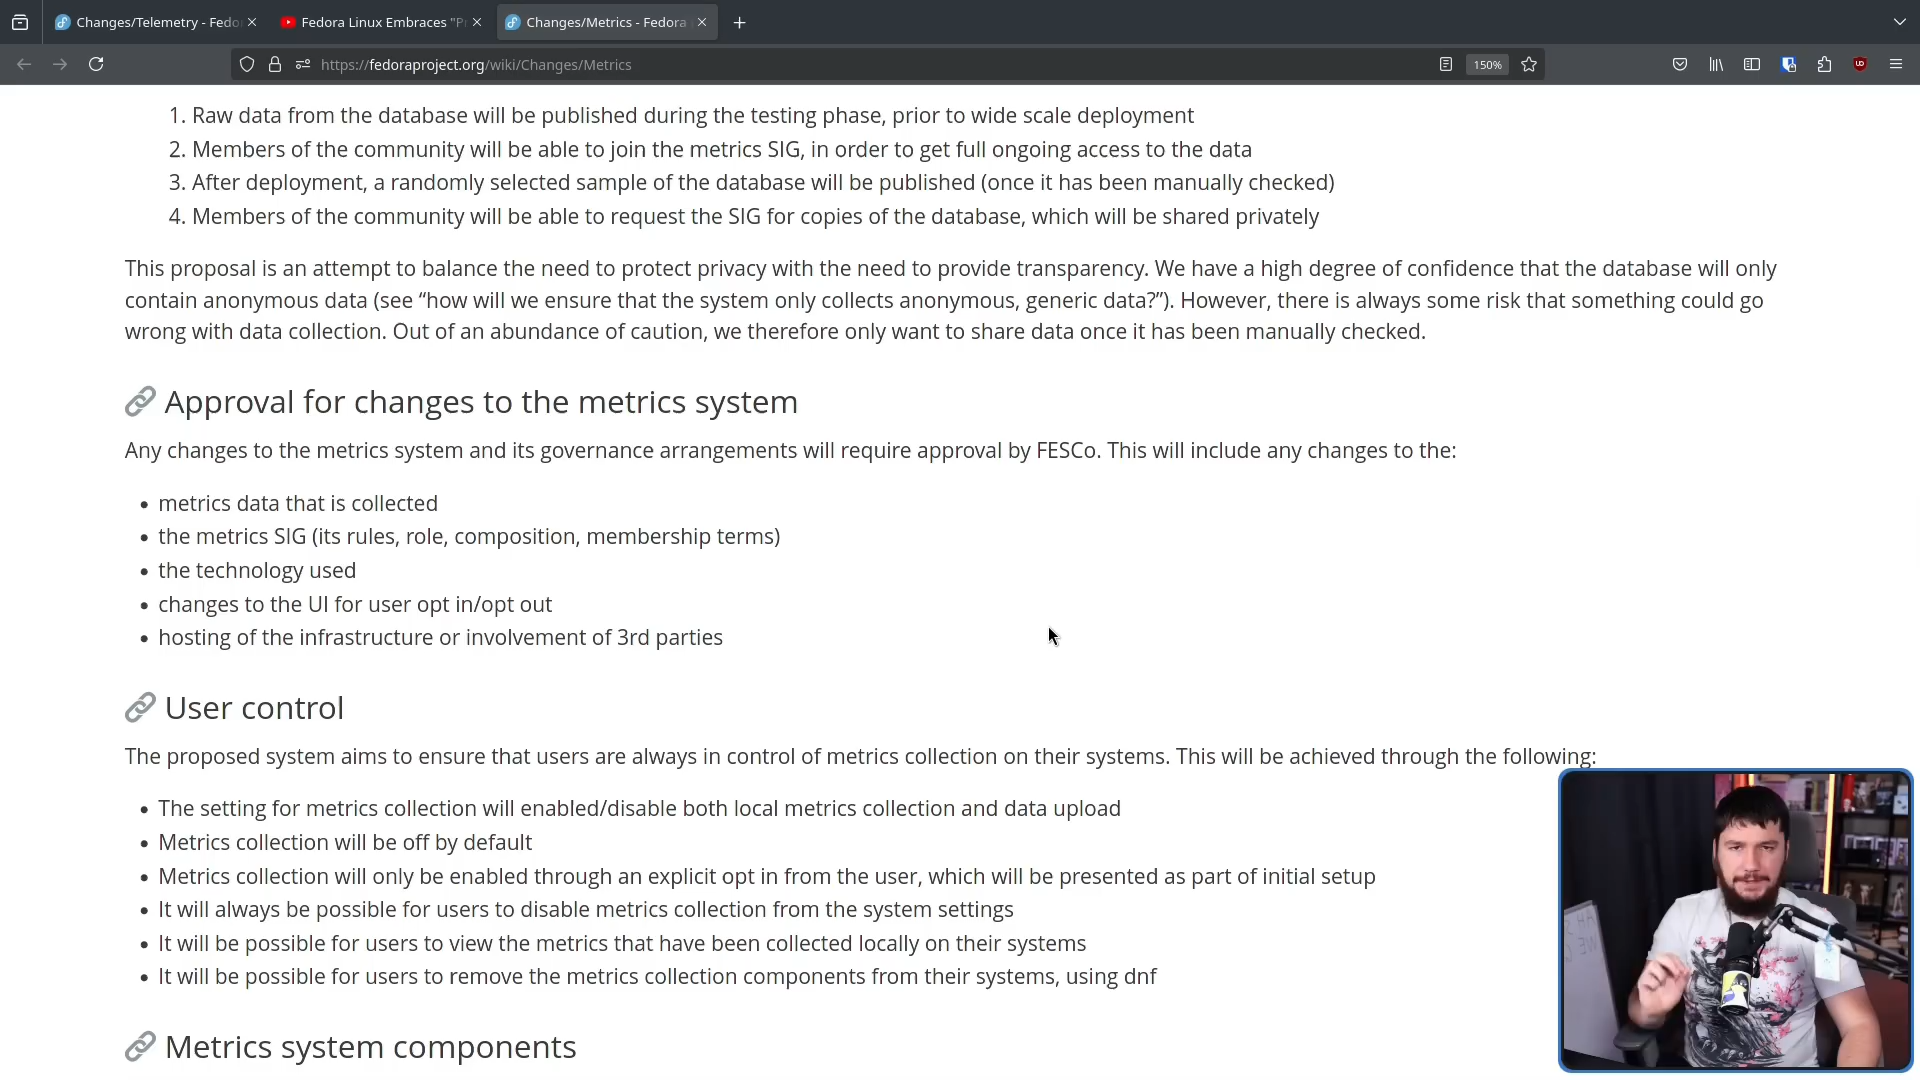 Changes/Telemetry - Fedo
Fedora Linux Embraces "P
Changes/Metrics - Fedora
https://fedoraproject.org/wiki/Changes/Metrics
150%
1. Raw data from the database will be published during the testing phase, prior to wide scale deployment
2. Members of the community will be able to join the metrics SIG, in order to get full ongoing access to the data
3. After deployment, a randomly selected sample of the database will be published (once it has been manually checked)
4. Members of the community will be able to request the SIG for copies of the database, which will be shared privately
This proposal is an attempt to balance the need to protect privacy with the need to provide transparency. We have a high degree of confidence that the database will only
contain anonymous data (see “how will we ensure that the system only collects anonymous, generic data?”). However, there is always some risk that something could go
wrong with data collection. Out of an abundance of caution, we therefore only want to share data once it has been manually checked.
Approval for changes to the metrics system
Any changes to the metrics system and its governance arrangements will require approval by FESCo. This will include any changes to the:
• metrics data that is collected
• the metrics SIG (its rules, role, composition, membership terms)
• the technology used
• changes to the UI for user opt in/opt out
• hosting of the infrastructure or involvement of 3rd parties
User control
The proposed system aims to ensure that users are always in control of metrics collection on their systems. This will be achieved through the following:
• The setting for metrics collection will enabled/disable both local metrics collection and data upload
• Metrics collection will be off by default
• Metrics collection will only be enabled through an explicit opt in from the user, which will be presented as part of initial setup
• It will always be possible for users to disable metrics collection from the system settings
• It will be possible for users to view the metrics that have been collected locally on their systems
• It will be possible for users to remove the metrics collection components from their systems, using dnf
Metrics system components